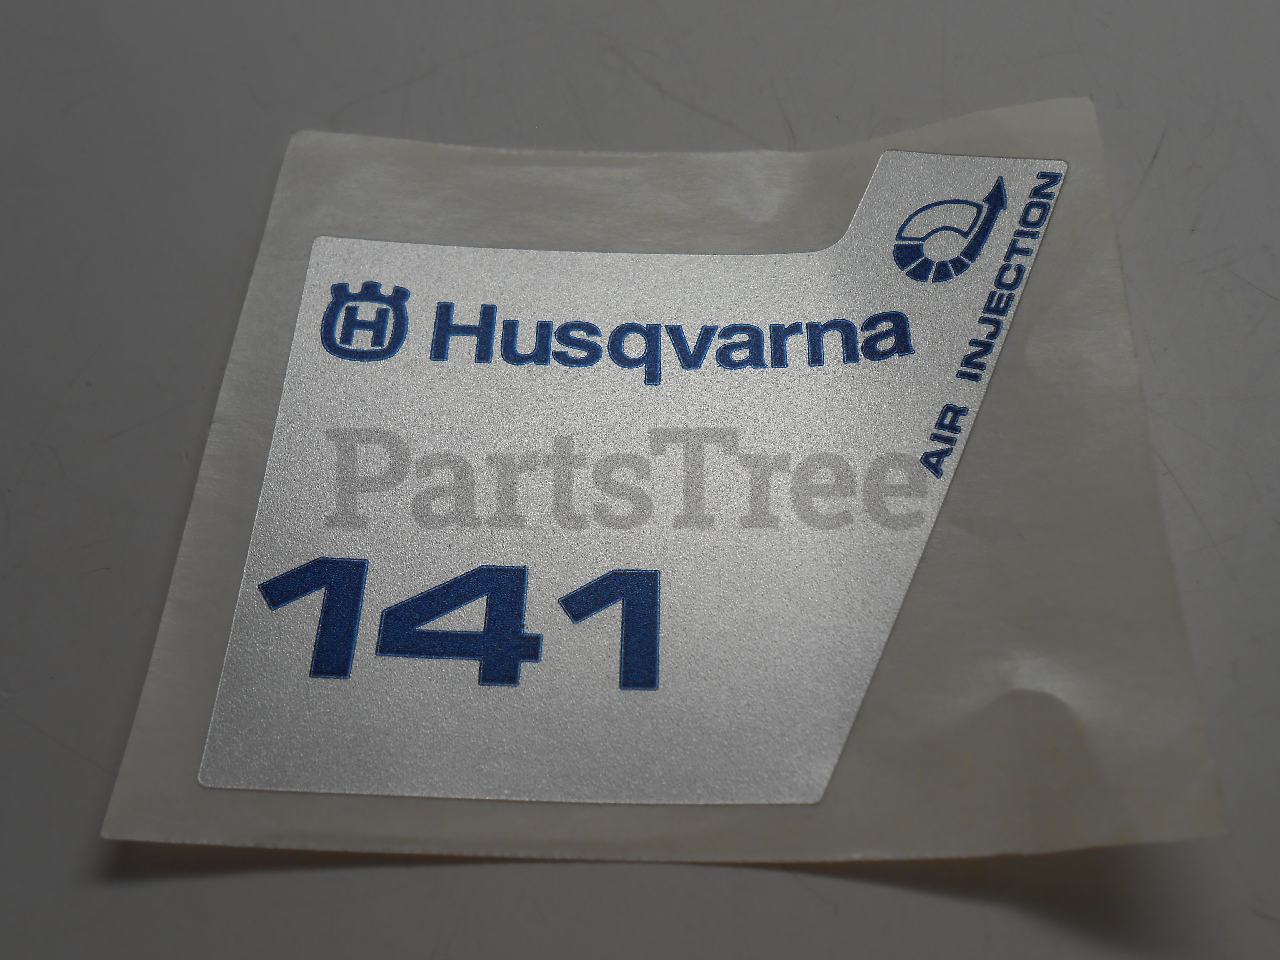 H Husqvarna
AIR INJECTION
PartsTree
141